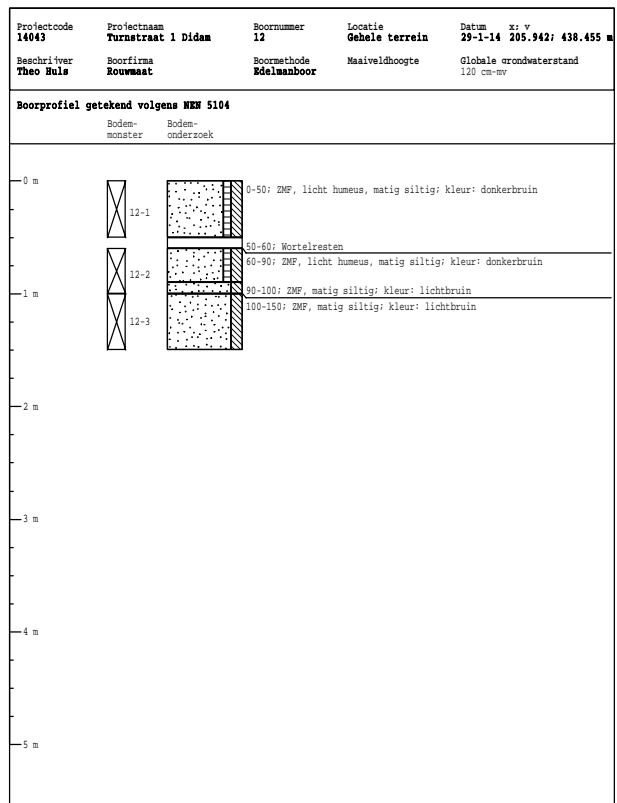 Projectcode Projectnaam Boornummer Locatie Datum x: y
14043 Turnstraat 1 Didam 12 Gehele terrein 29-1-14 205.942; 438.455 m
Beschrijver Boorfirma Boormethode Maaiveldhoogte Globale grondwaterstand
Theo Huls Rouwmaat Edelmanboor 120 cm-mv
Boorprofiel getekend volgens NEN 5104
Bodem- Bodem-
monster onderzoek
0 m
0-50; ZMF, licht humeus, matig siltig; kleur: donkerbruin
12-1
50-60; Wortelresten
60-90; ZMF, licht humeus, matig siltig; kleur: donkerbruin
12-2
90-100; ZMF, matig siltig; kleur: lichtbruin
1 m
100-150; ZMF, matig siltig; kleur: lichtbruin
12-3
2 m
3 m
4 m
5 m